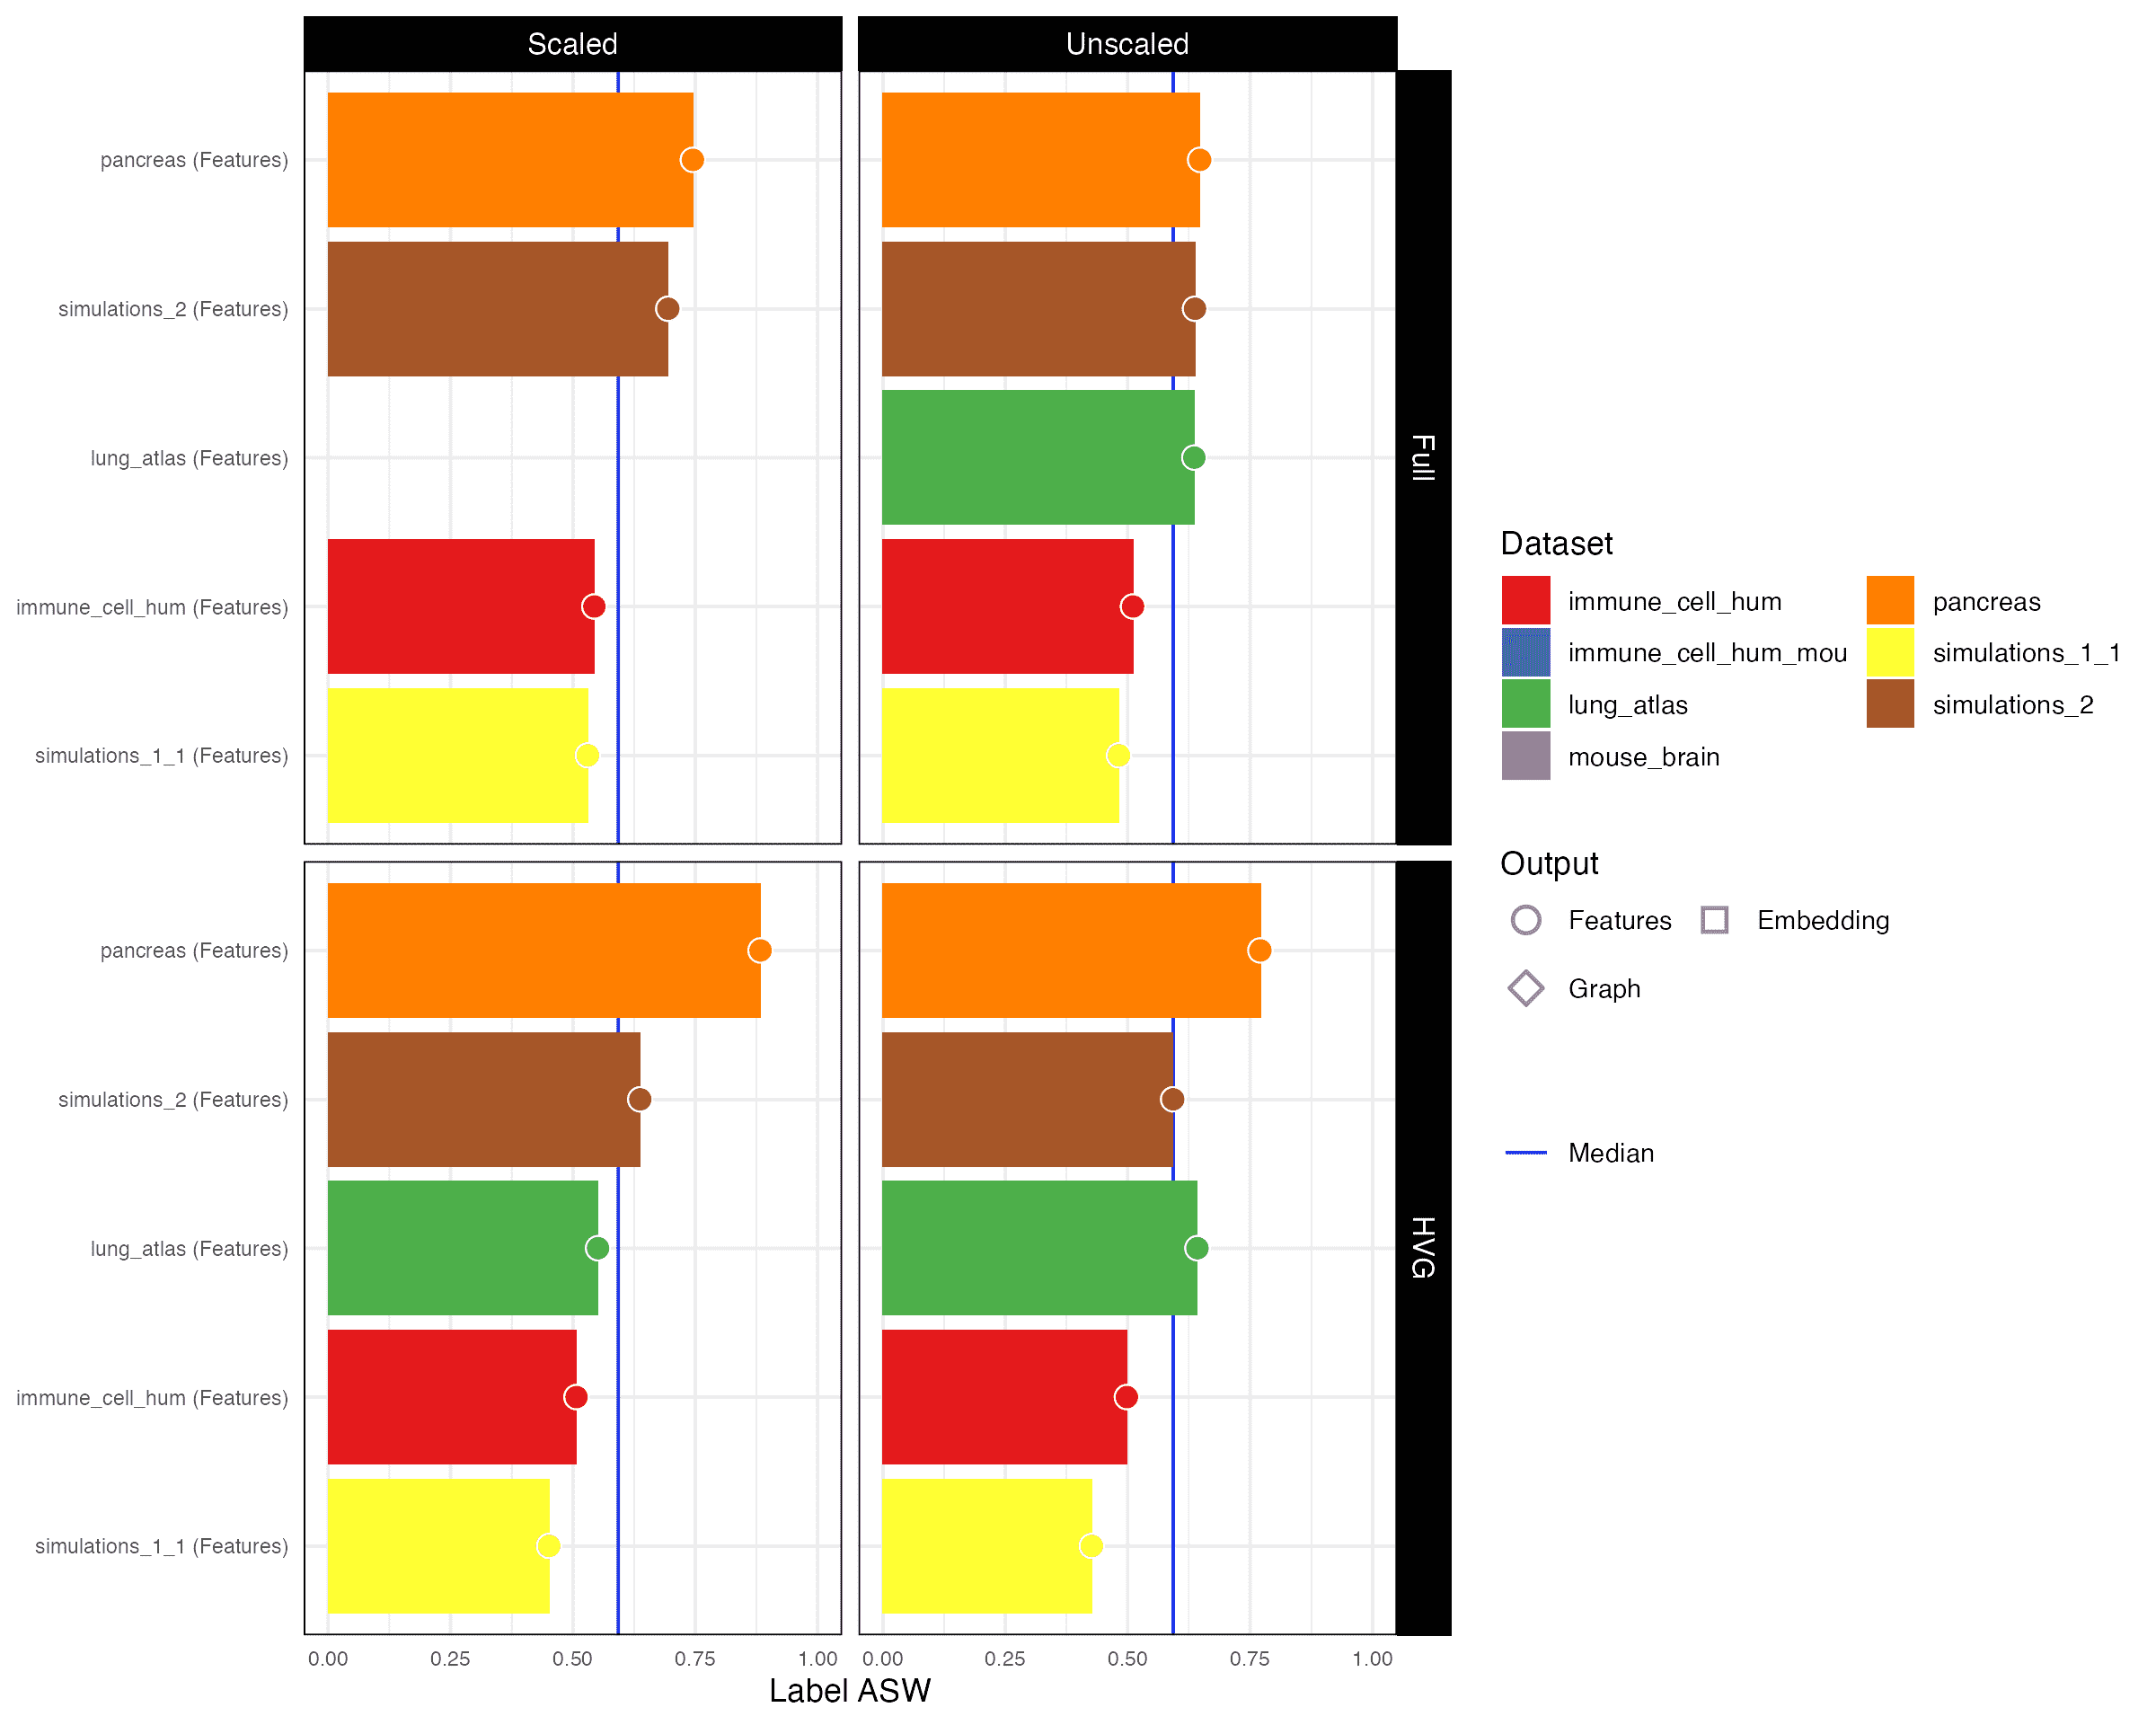 Scaled
Unscaled
pancreas (Features)
simulations_2 (Features)
lung_atlas (Features)
immune_cell_hum (Features)
simulations_1_1 (Features)
Full
pancreas (Features)
simulations_2 (Features)
lung_atlas (Features)
immune_cell_hum (Features)
simulations_1_1 (Features)
HVG
0.00 0.25 0.50 0.75 1.00
0.00 0.25 0.50 0.75 1.00
Label ASW
Dataset
immune_cell_hum
immune_cell_hum_mou
lung_atlas
mouse_brain
pancreas
simulations_1_1
simulations_2
Output
Features
Embedding
Graph
Median